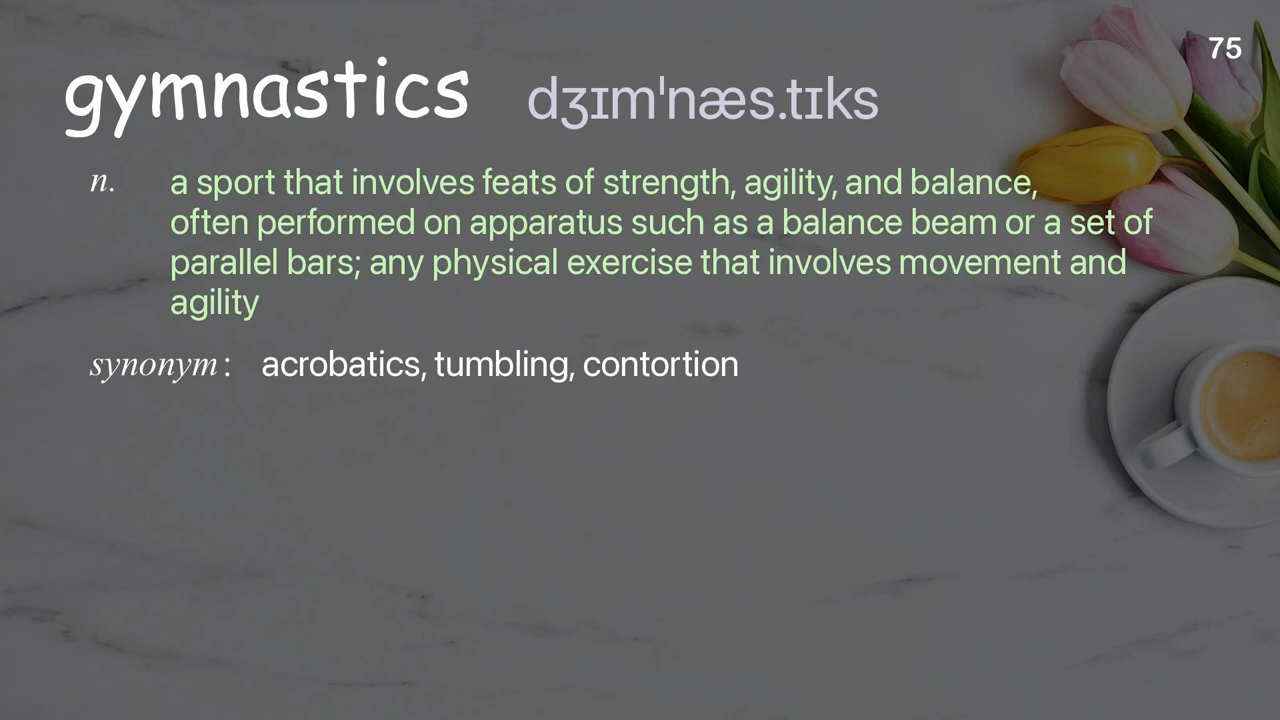 75
gymnastics dʒɪmˈnæs.tɪks
n. a sport that involves feats of strength, agility, and balance,
often performed on apparatus such as a balance beam or a set of
parallel bars; any physical exercise that involves movement and
agility
synonym: acrobatics, tumbling, contortion